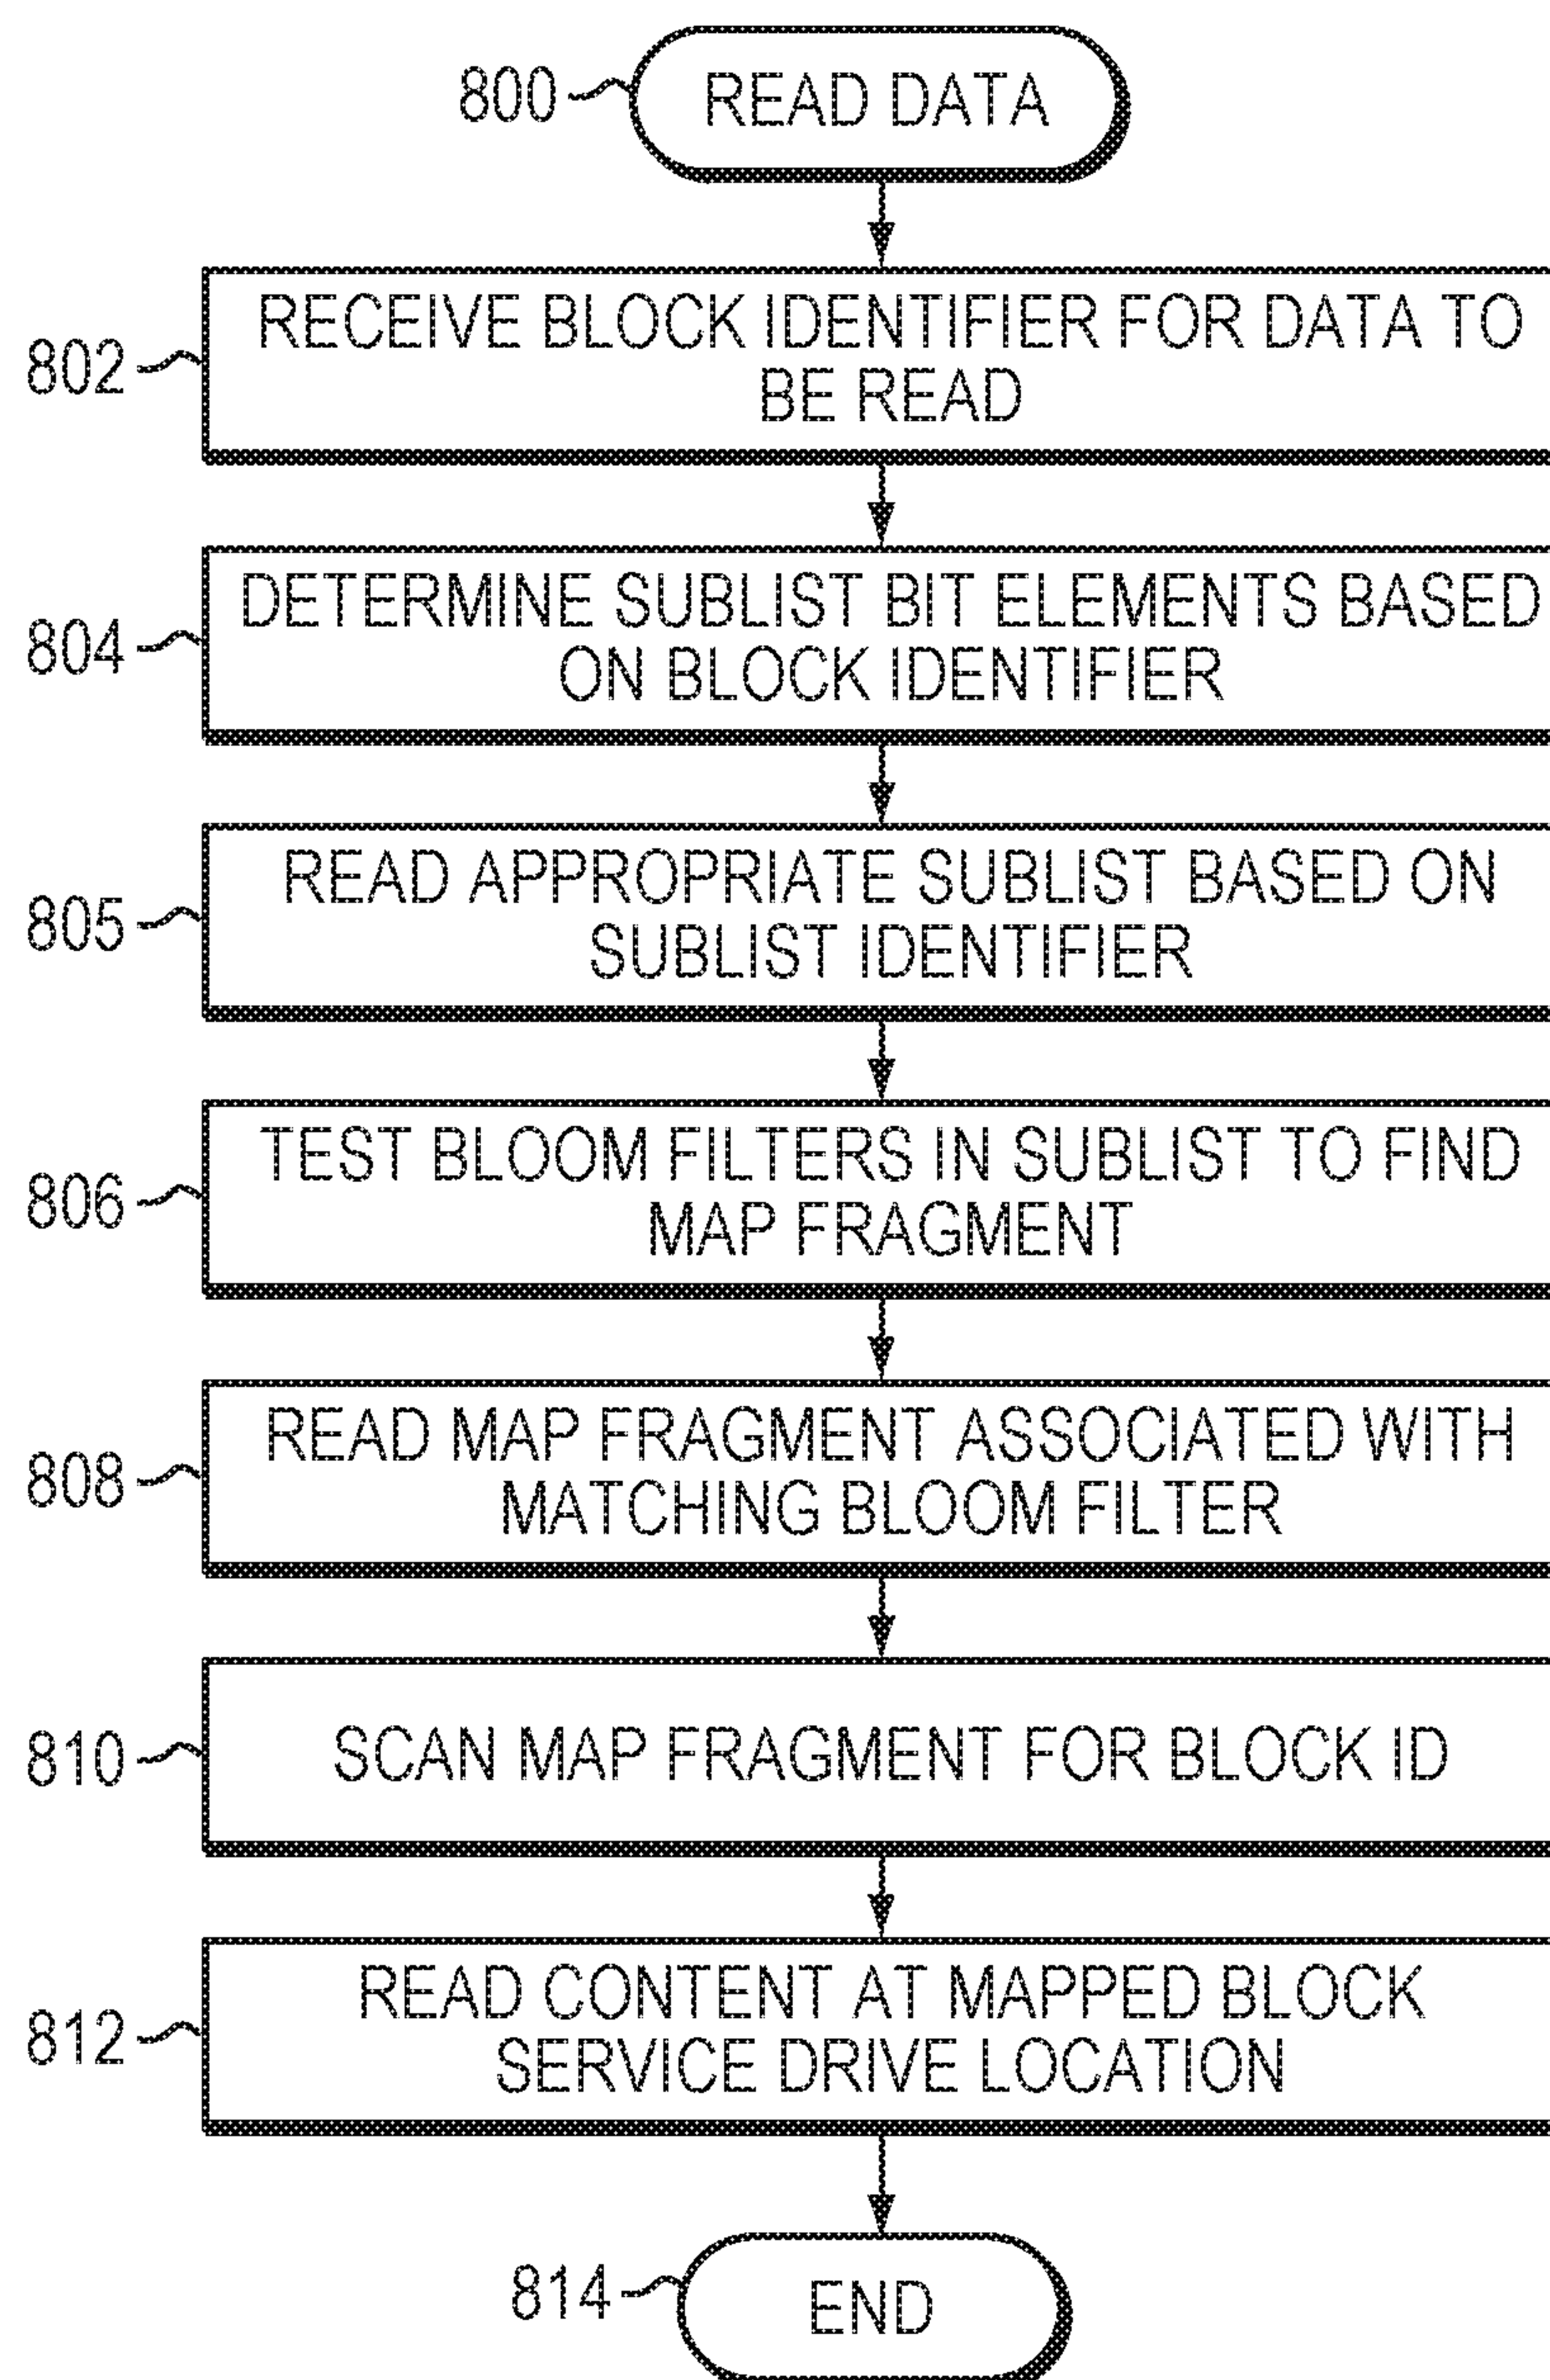 800 READ DATA
802 RECEIVE BLOCK IDENTIFIER FOR DATA TO
BE READ
804 DETERMINE SUBLIST BIT ELEMENTS BASED
ON BLOCK IDENTIFIER
805 READ APPROPRIATE SUBLIST BASED ON
SUBLIST IDENTIFIER
806 TEST BLOOM FILTERS IN SUBLIST TO FIND
MAP FRAGMENT
808 READ MAP FRAGMENT ASSOCIATED WITH
MATCHING BLOOM FILTER
810 SCAN MAP FRAGMENT FOR BLOCK ID
812 READ CONTENT AT MAPPED BLOCK
SERVICE DRIVE LOCATION
814 END